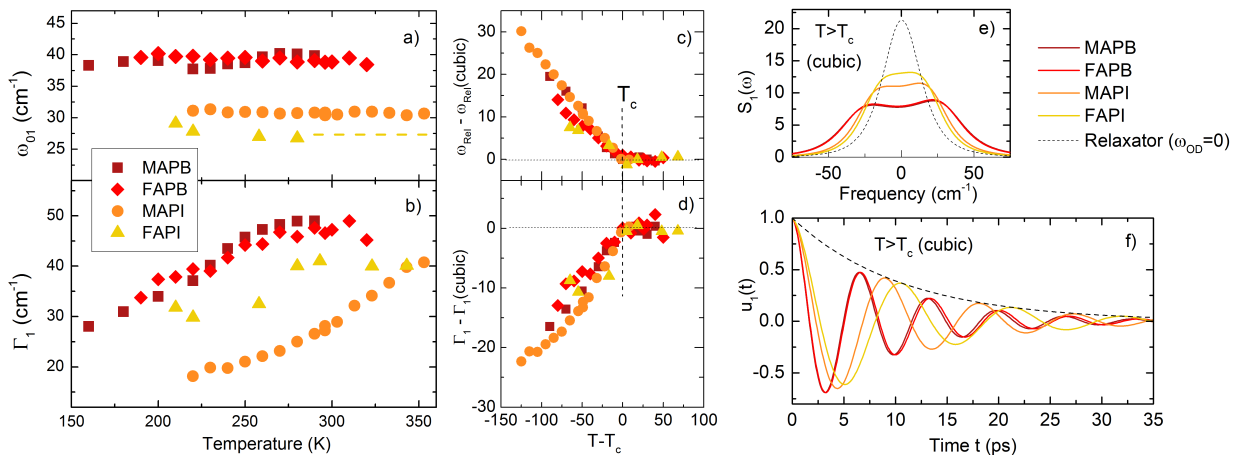 a)
ω01 (cm-1)
50
45
40
35
30
25
MAPB
FAPB
MAPI
FAPI
b)
Γ1 (cm-1)
50
40
30
20
150 200 250 300 350
Temperature (K)
c)
ωRel - ωRel(cubic)
30
20
10
0
Tc
d)
Γ1 - Γ1(cubic)
0
-10
-20
-30
-150 -100 -50 0 50 100
T-Tc
e)
T>Tc
(cubic)
S1(ω)
20
15
10
5
0
-50 0 50
Frequency (cm-1)
MAPB
FAPB
MAPI
FAPI
Relaxator (ωOD=0)
f)
T>Tc (cubic)
u1(t)
1.0
0.5
0.0
-0.5
0 5 10 15 20 25 30 35
Time t (ps)